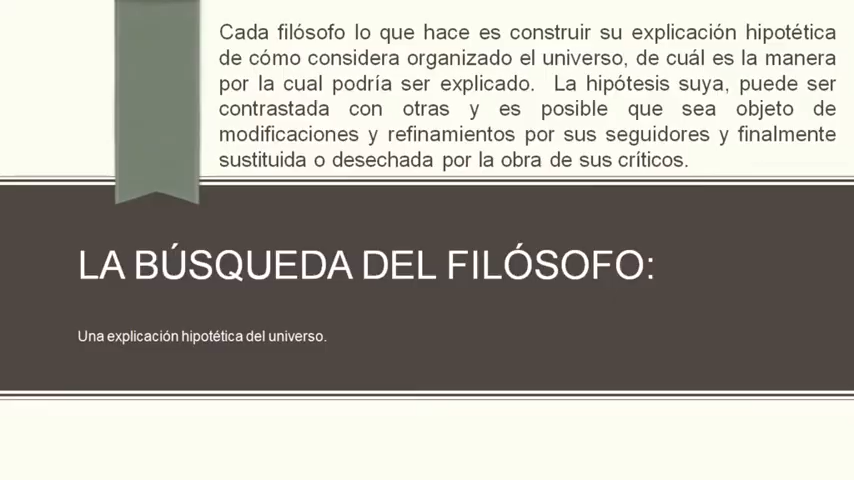 Cada filósofo lo que hace es construir su explicación hipotética
de cómo considera organizado el universo, de cuál es la manera
por la cual podría ser explicado. La hipótesis suya, puede ser
contrastada con otras y es posible que sea objeto de
modificaciones y refinamientos por sus seguidores y finalmente
sustituida o desechada por la obra de sus críticos.
LA BÚSQUEDA DEL FILÓSOFO:
Una explicación hipotética del universo.